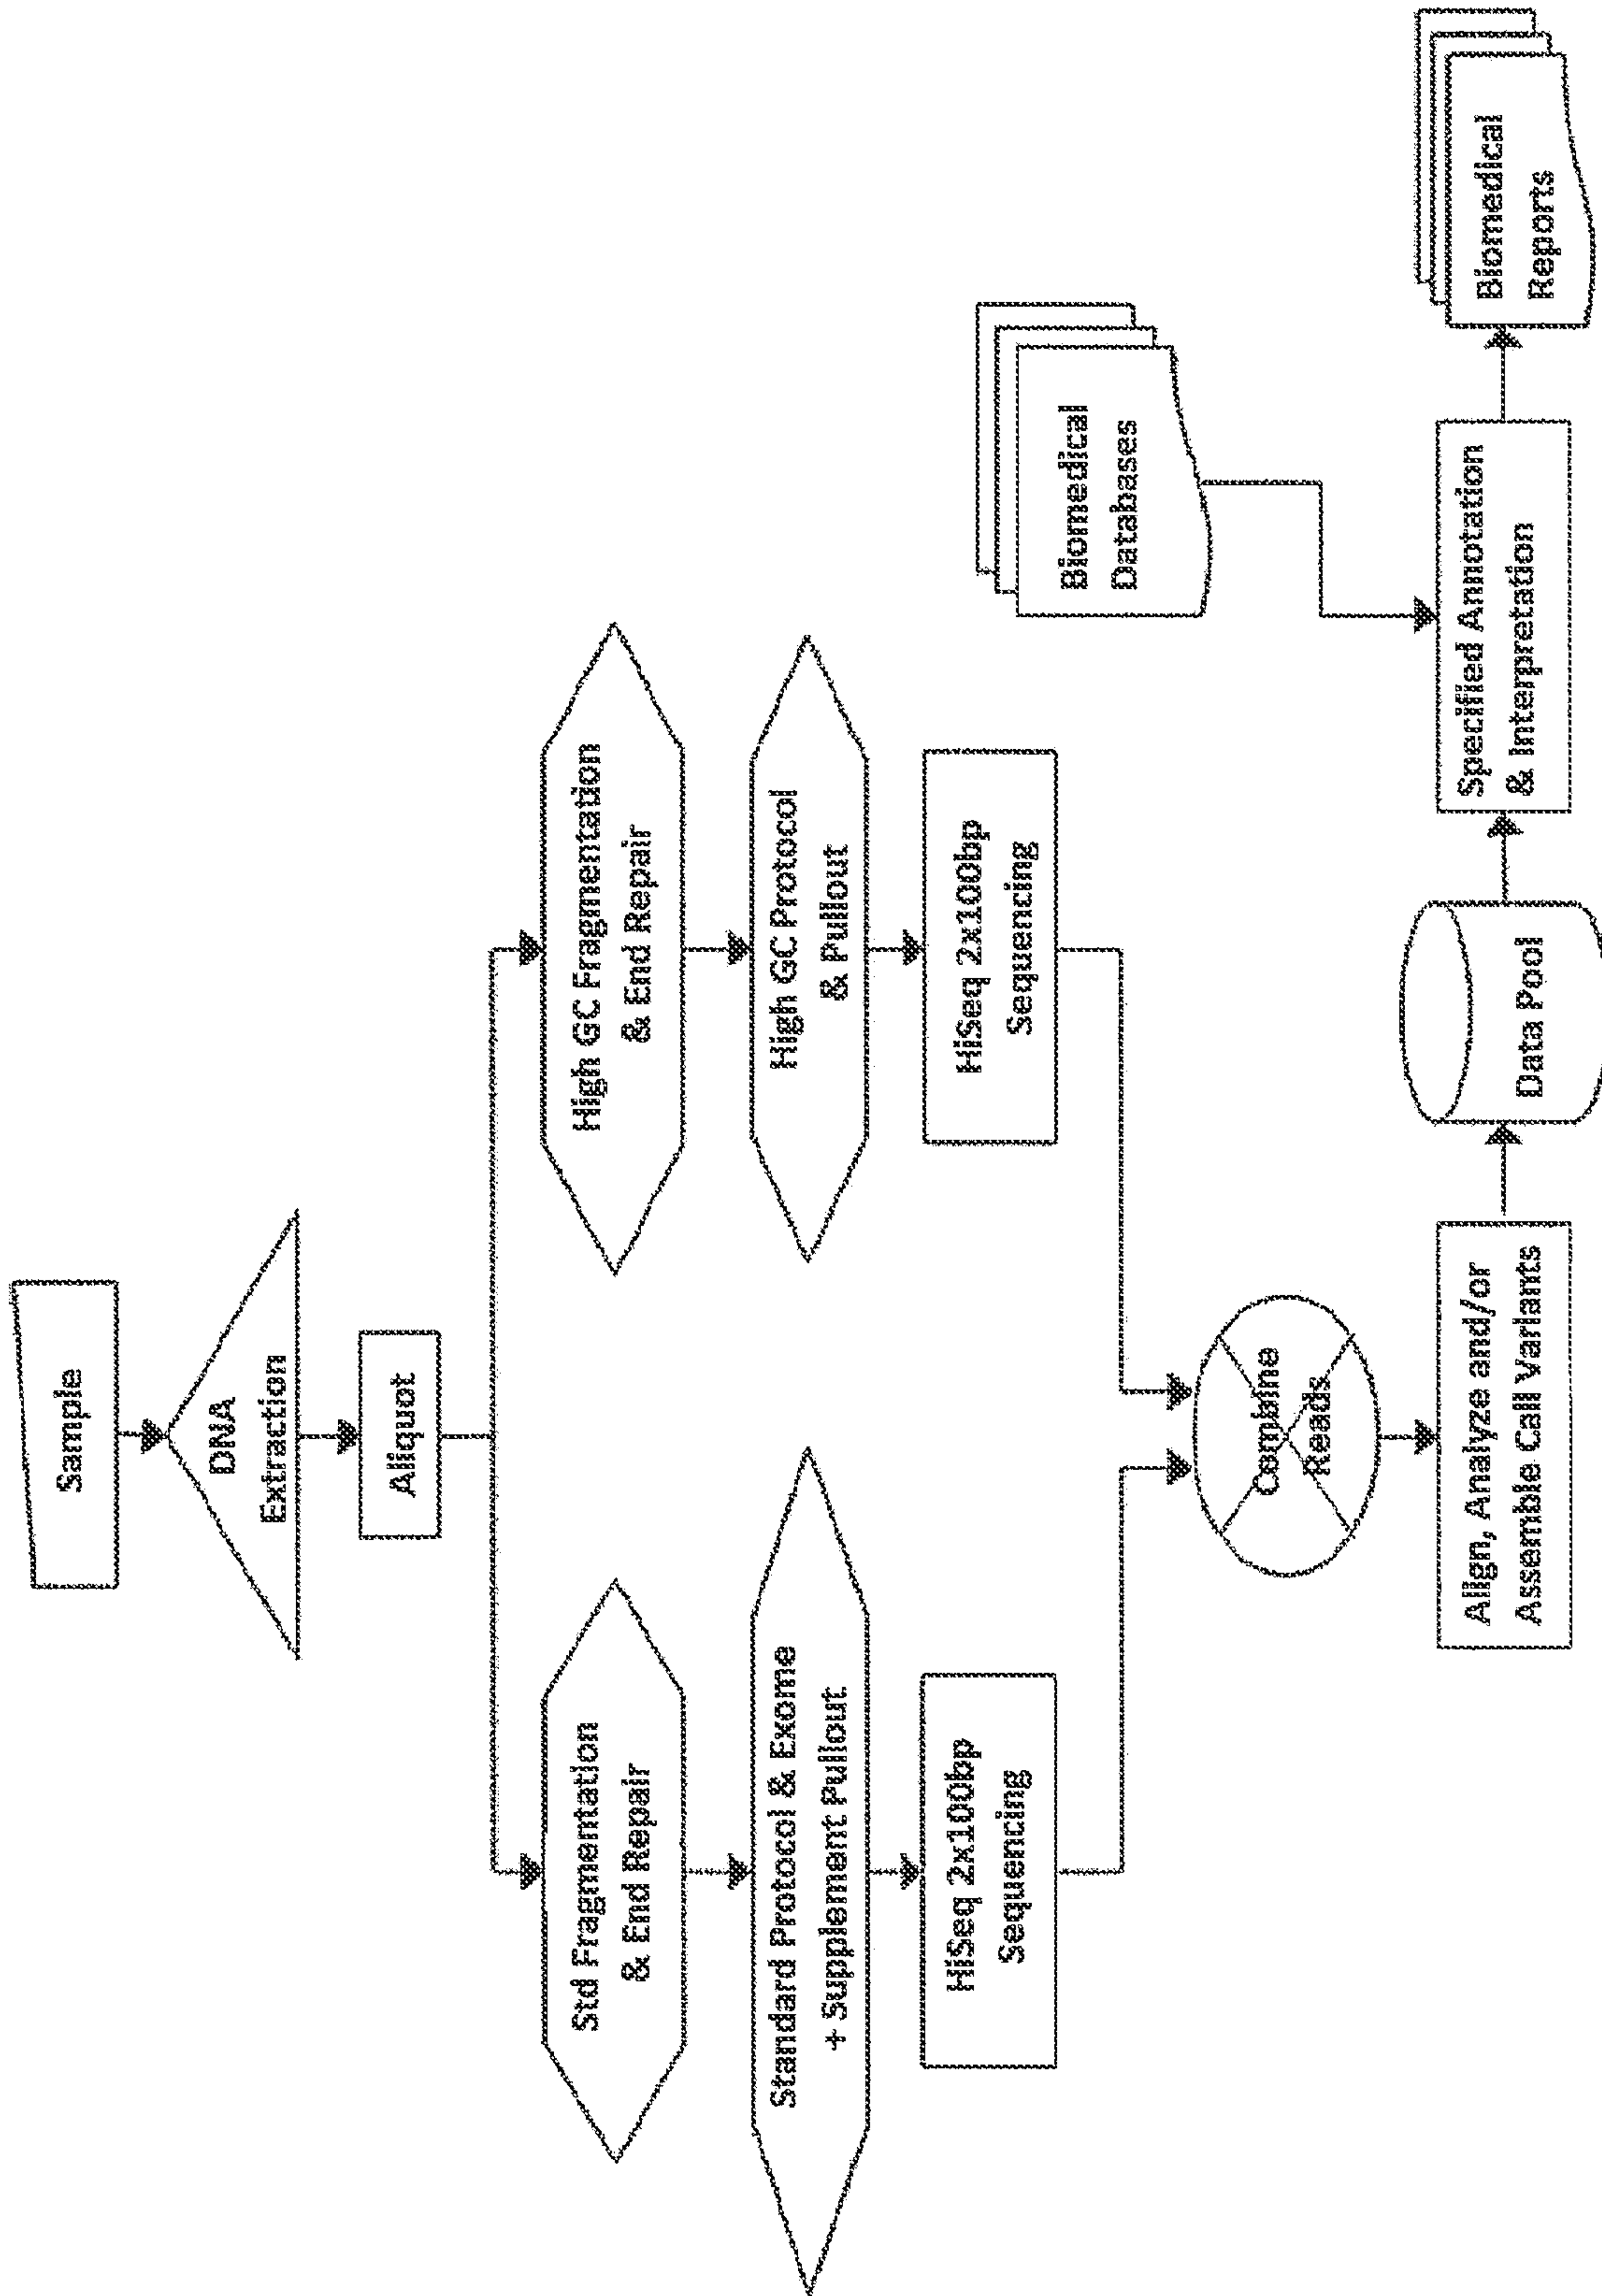 Sample
DNA
Extraction
Aliquot
Std Fragmentation
& End Repair
High GC Fragmentation
& End Repair
Standard Protocol & Exome
+ Supplement Pullout
High GC Protocol
& Pullout
HiSeq 2x100bp
Sequencing
HiSeq 2x100bp
Sequencing
Combine
Reads
Biomedical
Databases
Align, Analyze and/or
Assemble Call Variants
Data Pool
Specified Annotation
& Interpretation
Biomedical
Reports